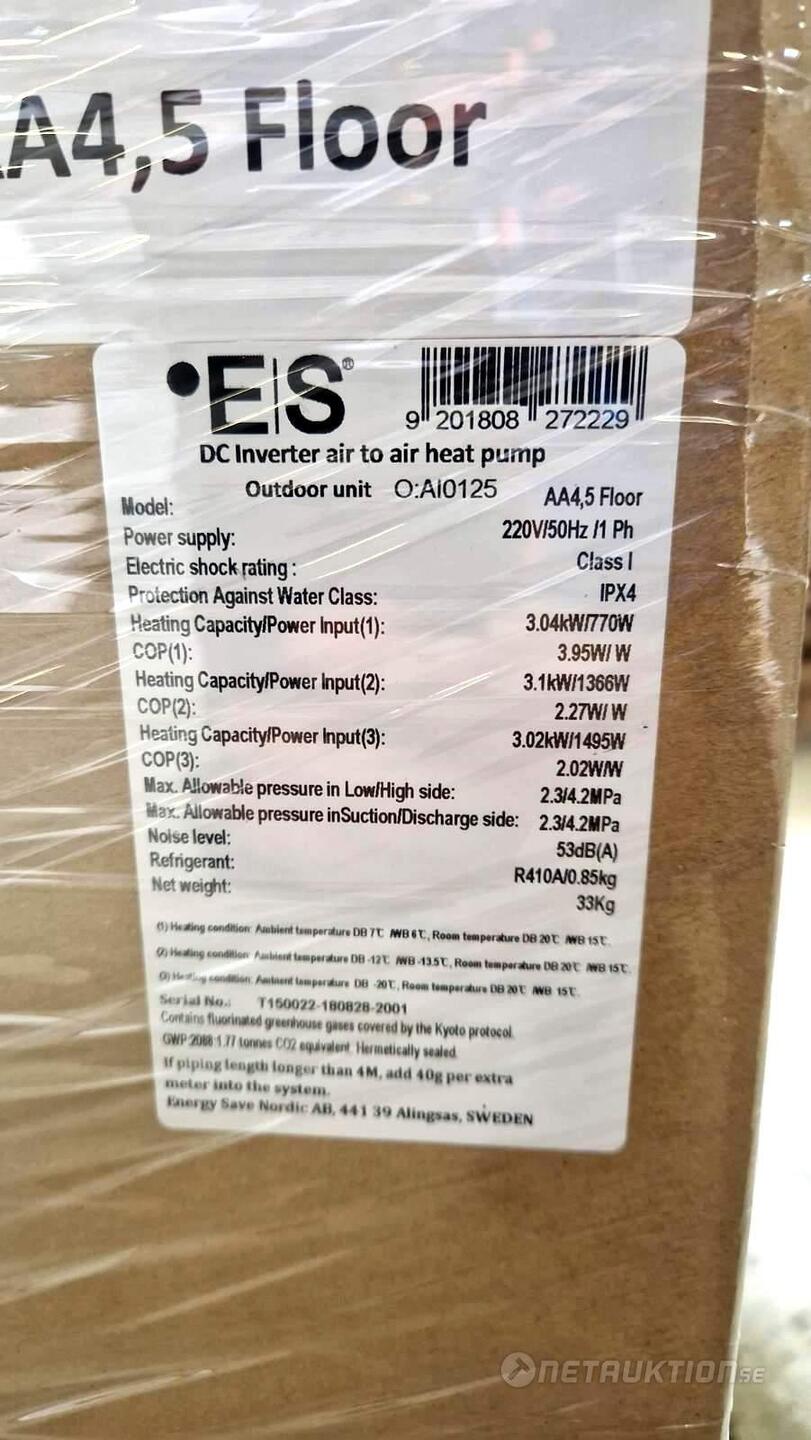 AA4,5 Floor
E|S®
9 201808 272229
DC Inverter air to air heat pump
Outdoor unit O:AI0125
Model: AA4,5 Floor
Power supply: 220V/50Hz /1 Ph
Electric shock rating : Class I
Protection Against Water Class: IPX4
Heating Capacity/Power Input(1): 3.04kW/770W
COP(1): 3.95W/ W
Heating Capacity/Power Input(2): 3.1kW/1366W
COP(2): 2.27W/ W
Heating Capacity/Power Input(3): 3.02kW/1495W
COP(3): 2.02W/W
Max. Allowable pressure in Low/High side: 2.3/4.2MPa
Max. Allowable pressure inSuction/Discharge side: 2.3/4.2MPa
Noise level: 53dB(A)
Refrigerant: R410A/0.85kg
Net weight: 33Kg
(1) Heating condition: Ambient temperature DB 7℃ /WB 6℃, Room temperature DB 20℃ /WB 15℃.
(2) Heating condition: Ambient temperature DB -12℃ /WB -13.5℃, Room temperature DB 20℃ /WB 15℃.
(3) Heating condition: Ambient temperature DB -20℃, Room temperature DB 20℃ /WB 15℃.
Serial No.: T150022-180828-2001
Contains fluorinated greenhouse gases covered by the Kyoto protocol.
GWP 2088 1.77 tonnes CO2 equivalent. Hermetically sealed.
If piping length longer than 4M, add 40g per extra
meter into the system.
Energy Save Nordic AB, 441 39 Alingsas, SWEDEN
NETAUKTION.SE